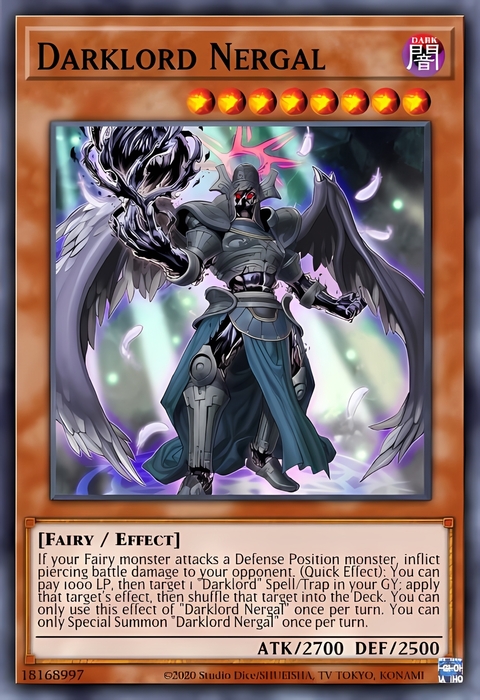 DARKLORD NERGAL
DARK
闇
[FAIRY / EFFECT]
If your Fairy monster attacks a Defense Position monster, inflict
piercing battle damage to your opponent. (Quick Effect): You can
pay 1000 LP, then target 1 "Darklord" Spell/Trap in your GY; apply
that target's effect, then shuffle that target into the Deck. You can
only use this effect of "Darklord Nergal" once per turn. You can
only Special Summon "Darklord Nergal" once per turn.
ATK/2700 DEF/2500
18168997
©2020 Studio Dice/SHUEISHA, TV TOKYO, KONAMI